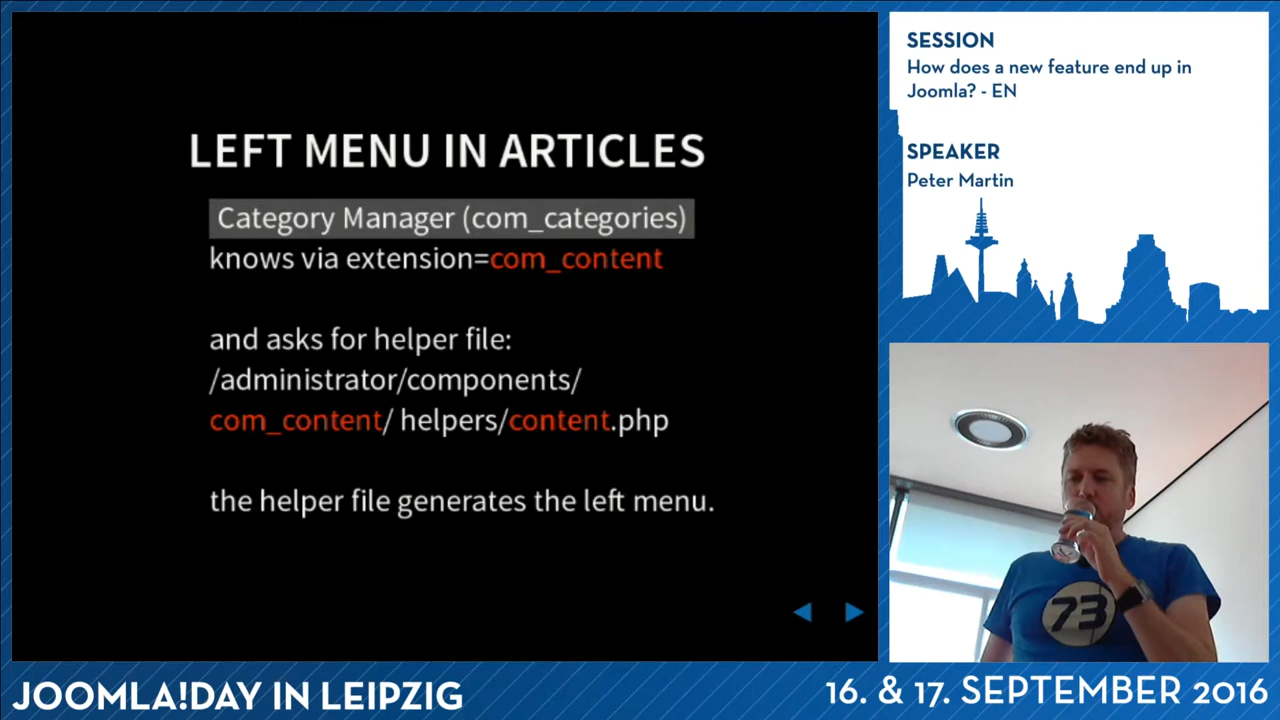 LEFT MENU IN ARTICLES
Category Manager (com_categories)
knows via extension=com_content
and asks for helper file:
/administrator/components/
com_content/ helpers/content.php
the helper file generates the left menu.
SESSION
How does a new feature end up in
Joomla? - EN
SPEAKER
Peter Martin
73
JOOMLA!DAY IN LEIPZIG
16. & 17. SEPTEMBER 2016